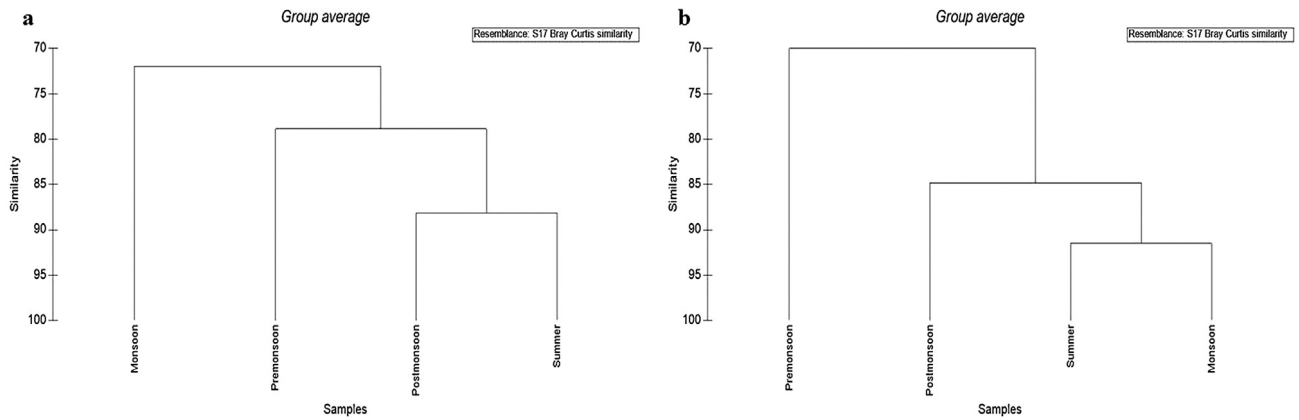 a
Group average
Resemblance: S17 Bray Curtis similarity
70
75
80
85
90
95
100
Similarity
Monsoon
Premonsoon
Postmonsoon
Summer
Samples
b
Group average
Resemblance: S17 Bray Curtis similarity
70
75
80
85
90
95
100
Similarity
Premonsoon
Postmonsoon
Summer
Monsoon
Samples